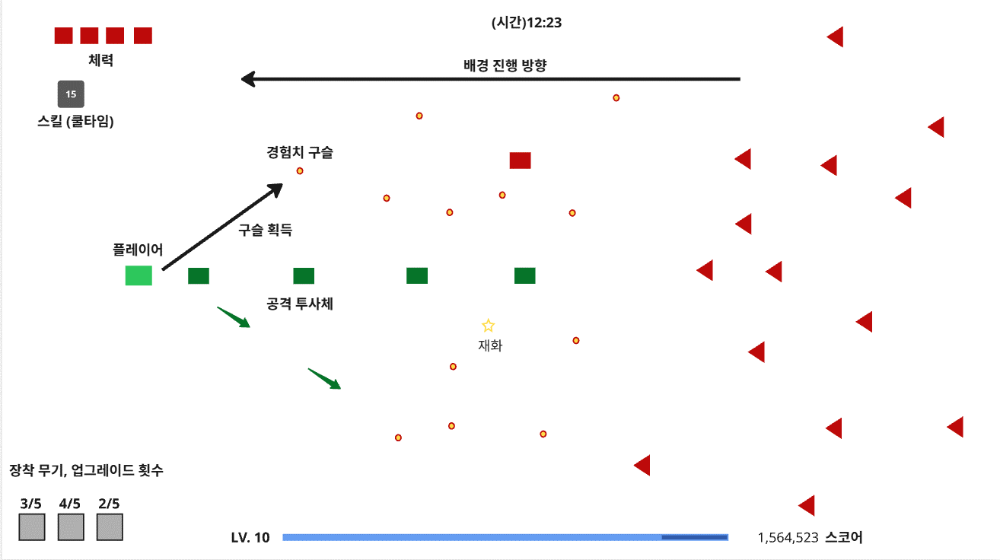 (시간)12:23
체력
배경 진행 방향
15
스킬 (쿨타임)
경험치 구슬
구슬 획득
플레이어
공격 투사체
재화
장착 무기, 업그레이드 횟수
3/5 4/5 2/5
LV. 10
1,564,523 스코어